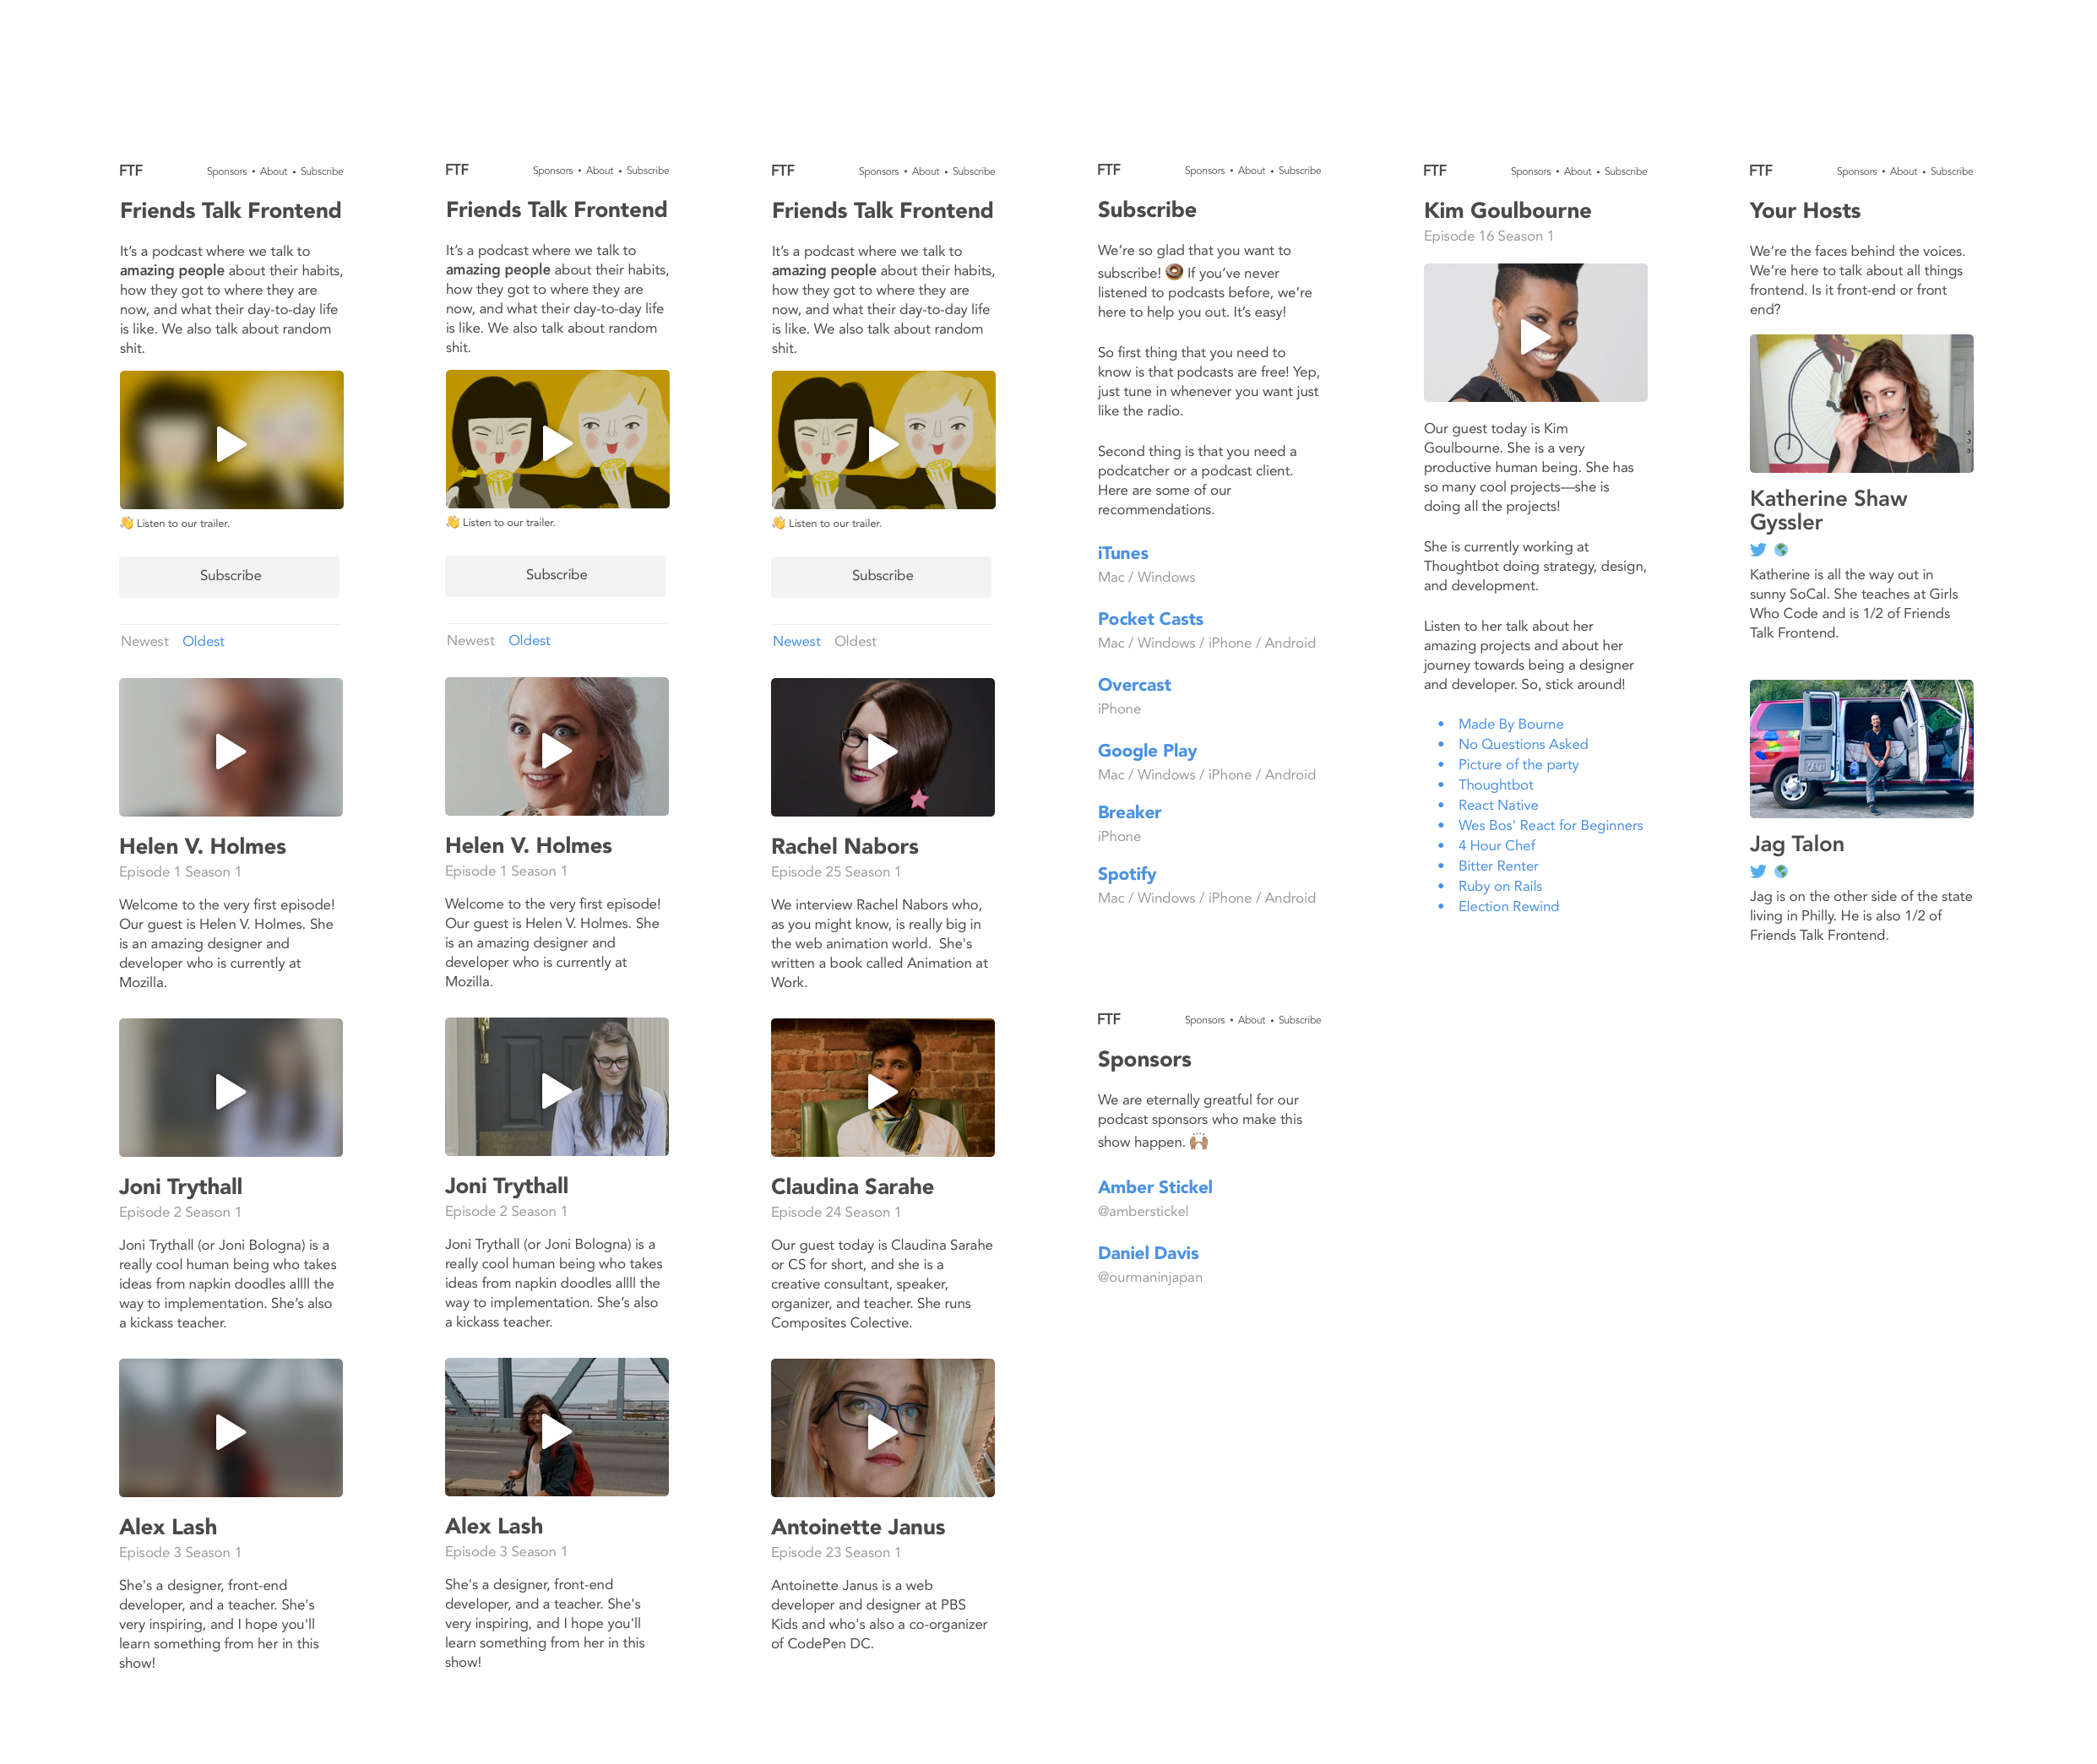 FTF
Sponsors • About • Subscribe
Friends Talk Frontend
It’s a podcast where we talk to
amazing people about their habits,
how they got to where they are
now, and what their day-to-day life
is like. We also talk about random
shit.
👋 Listen to our trailer.
Subscribe
Newest Oldest
Helen V. Holmes
Episode 1 Season 1
Welcome to the very first episode!
Our guest is Helen V. Holmes. She
is an amazing designer and
developer who is currently at
Mozilla.
Joni Trythall
Episode 2 Season 1
Joni Trythall (or Joni Bologna) is a
really cool human being who takes
ideas from napkin doodles allll the
way to implementation. She’s also
a kickass teacher.
Alex Lash
Episode 3 Season 1
She's a designer, front-end
developer, and a teacher. She's
very inspiring, and I hope you'll
learn something from her in this
show!
FTF
Sponsors • About • Subscribe
Friends Talk Frontend
It’s a podcast where we talk to
amazing people about their habits,
how they got to where they are
now, and what their day-to-day life
is like. We also talk about random
shit.
👋 Listen to our trailer.
Subscribe
Newest Oldest
Helen V. Holmes
Episode 1 Season 1
Welcome to the very first episode!
Our guest is Helen V. Holmes. She
is an amazing designer and
developer who is currently at
Mozilla.
Joni Trythall
Episode 2 Season 1
Joni Trythall (or Joni Bologna) is a
really cool human being who takes
ideas from napkin doodles allll the
way to implementation. She’s also
a kickass teacher.
Alex Lash
Episode 3 Season 1
She's a designer, front-end
developer, and a teacher. She's
very inspiring, and I hope you'll
learn something from her in this
show!
FTF
Sponsors • About • Subscribe
Friends Talk Frontend
It’s a podcast where we talk to
amazing people about their habits,
how they got to where they are
now, and what their day-to-day life
is like. We also talk about random
shit.
👋 Listen to our trailer.
Subscribe
Newest Oldest
Rachel Nabors
Episode 25 Season 1
We interview Rachel Nabors who,
as you might know, is really big in
the web animation world.  She's
written a book called Animation at
Work.
Claudina Sarahe
Episode 24 Season 1
Our guest today is Claudina Sarahe
or CS for short, and she is a
creative consultant, speaker,
organizer, and teacher. She runs
Composites Colective.
Antoinette Janus
Episode 23 Season 1
Antoinette Janus is a web
developer and designer at PBS
Kids and who's also a co-organizer
of CodePen DC.
FTF
Sponsors • About • Subscribe
Subscribe
We’re so glad that you want to
subscribe! 🍩 If you’ve never
listened to podcasts before, we’re
here to help you out. It’s easy!
So first thing that you need to
know is that podcasts are free! Yep,
just tune in whenever you want just
like the radio.
Second thing is that you need a
podcatcher or a podcast client.
Here are some of our
recommendations.
iTunes
Mac / Windows
Pocket Casts
Mac / Windows / iPhone / Android
Overcast
iPhone
Google Play
Mac / Windows / iPhone / Android
Breaker
iPhone
Spotify
Mac / Windows / iPhone / Android
FTF
Sponsors • About • Subscribe
Sponsors
We are eternally greatful for our
podcast sponsors who make this
show happen. 🙌🏽
Amber Stickel
@amberstickel
Daniel Davis
@ourmaninjapan
FTF
Sponsors • About • Subscribe
Kim Goulbourne
Episode 16 Season 1
Our guest today is Kim
Goulbourne. She is a very
productive human being. She has
so many cool projects—she is
doing all the projects!
She is currently working at
Thoughtbot doing strategy, design,
and development.
Listen to her talk about her
amazing projects and about her
journey towards being a designer
and developer. So, stick around!
• Made By Bourne
• No Questions Asked
• Picture of the party
• Thoughtbot
• React Native
• Wes Bos' React for Beginners
• 4 Hour Chef
• Bitter Renter
• Ruby on Rails
• Election Rewind
FTF
Sponsors • About • Subscribe
Your Hosts
We’re the faces behind the voices.
We’re here to talk about all things
frontend. Is it front-end or front
end?
Katherine Shaw
Gyssler
Katherine is all the way out in
sunny SoCal. She teaches at Girls
Who Code and is 1/2 of Friends
Talk Frontend.
Jag Talon
Jag is on the other side of the state
living in Philly. He is also 1/2 of
Friends Talk Frontend.